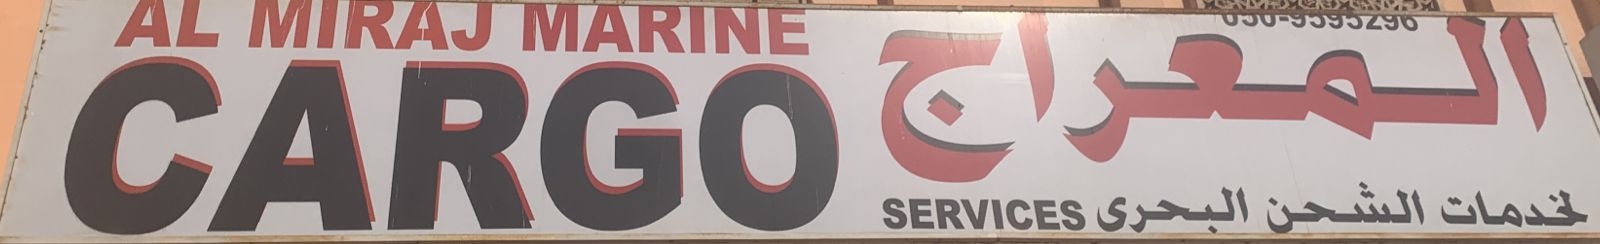 AL MIRAJ MARINE
CARGO
SERVICES
050-9595296
المعراج
لخدمات الشحن البحرى